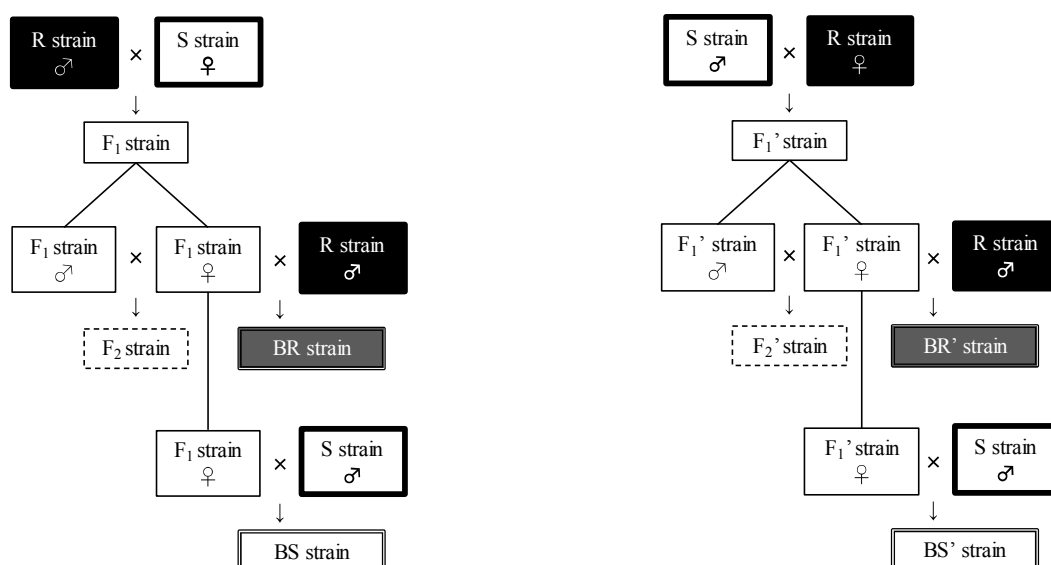 R strain
♂
×
S strain
♀
↓
F₁ strain
F₁ strain
♂
×
F₁ strain
♀
×
R strain
♂
↓
↓
F₂ strain
BR strain
F₁ strain
♀
×
S strain
♂
↓
BS strain
S strain
♂
×
R strain
♀
↓
F₁’ strain
F₁’ strain
♂
×
F₁’ strain
♀
×
R strain
♂
↓
↓
F₂’ strain
BR’ strain
F₁’ strain
♀
×
S strain
♂
↓
BS’ strain